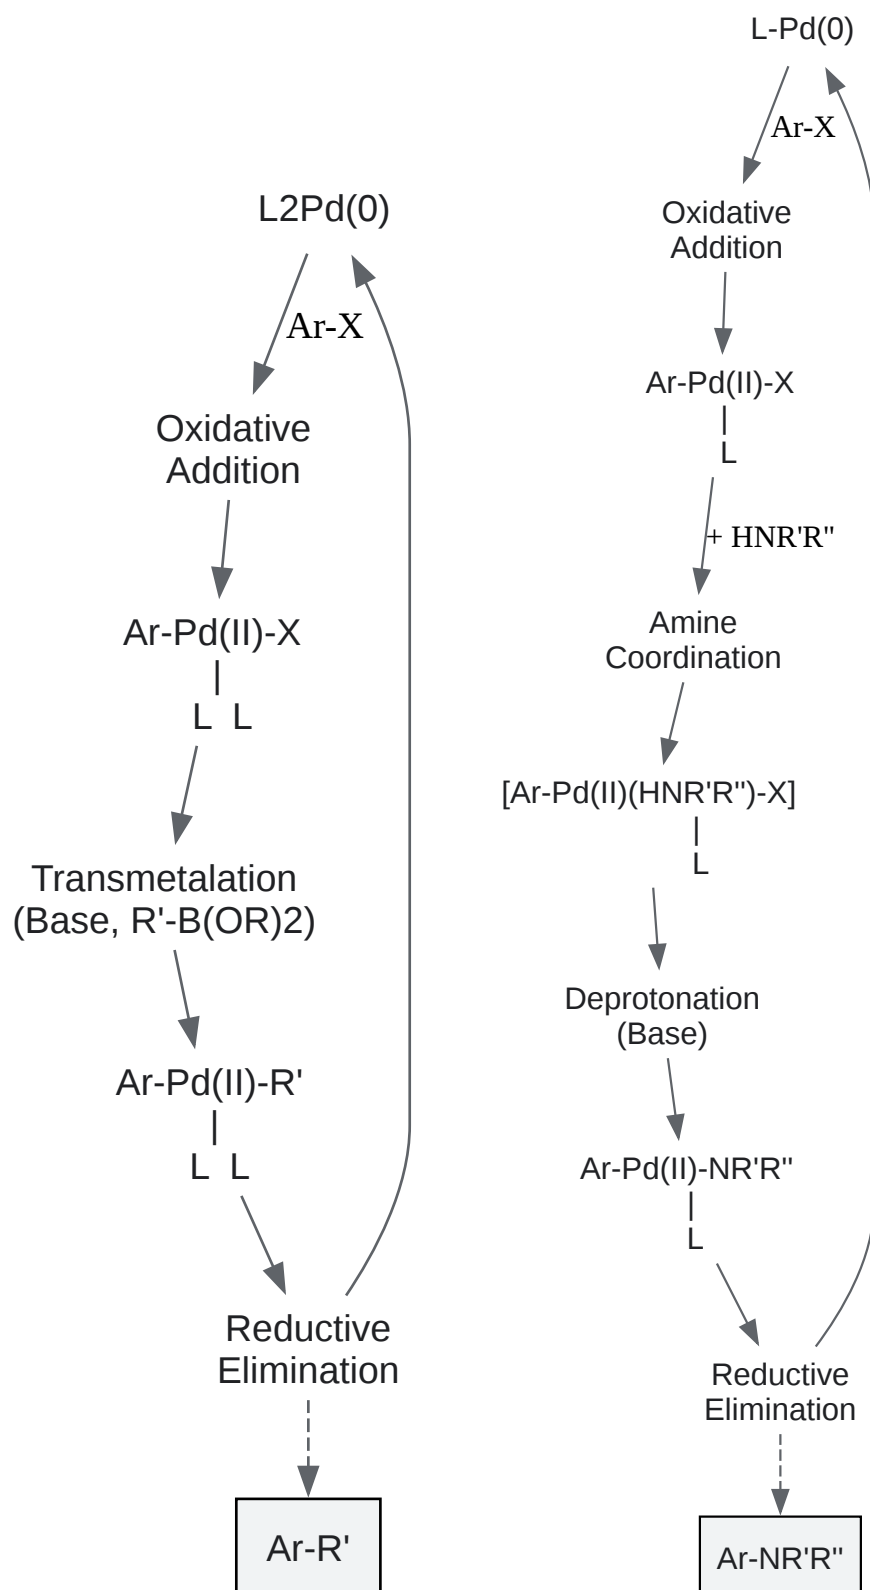 L2Pd(0)
Ar-X
Oxidative
Addition
Ar-Pd(II)-X
|
L L
Transmetalation
(Base, R'-B(OR)2)
Ar-Pd(II)-R'
|
L L
Reductive
Elimination
Ar-R'
L-Pd(0)
Ar-X
Oxidative
Addition
Ar-Pd(II)-X
|
L
+ HNR'R"
Amine
Coordination
[Ar-Pd(II)(HNR'R")-X]
|
L
Deprotonation
(Base)
Ar-Pd(II)-NR'R"
|
L
Reductive
Elimination
Ar-NR'R"